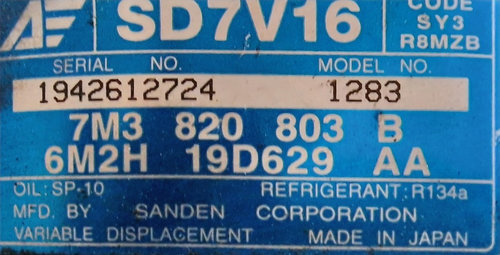 AF SD7V16 CODE
SY3
R8MZB
SERIAL NO. MODEL NO.
1942612724 1283
7M3 820 803 B
6M2H 19D629 AA
OIL:SP-10 REFRIGERANT:R134a
MFD. BY SANDEN CORPORATION
VARIABLE DISPLACEMENT MADE IN JAPAN